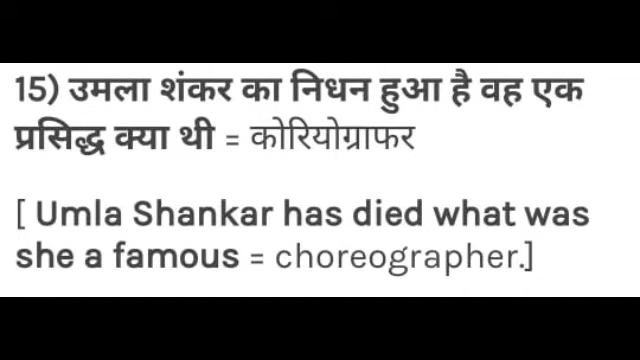 15) उमला शंकर का निधन हुआ है वह एक
प्रसिद्ध क्या थी = कोरियोग्राफर
[ Umla Shankar has died what was
she a famous = choreographer.]